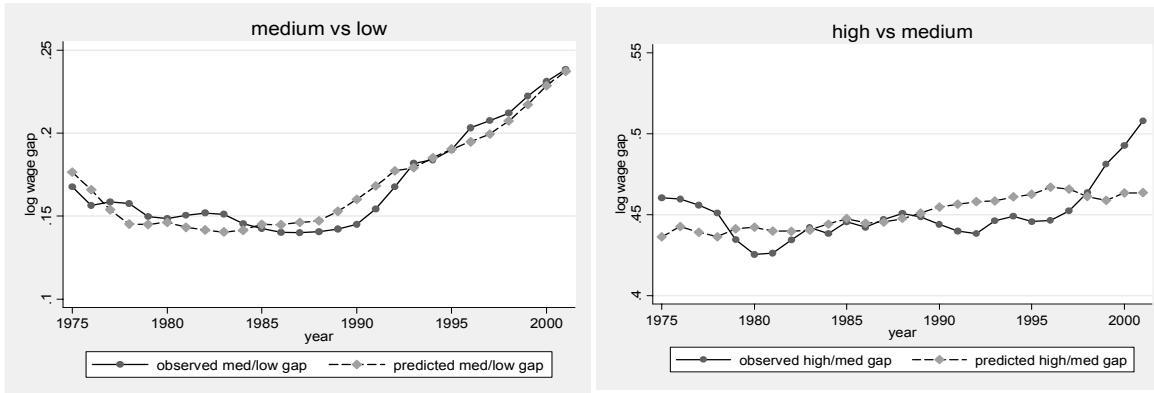 medium vs low
.25
.2
.15
.1
log wage gap
1975 1980 1985 1990 1995 2000
year
observed med/low gap predicted med/low gap
high vs medium
.55
.5
.45
.4
log wage gap
1975 1980 1985 1990 1995 2000
year
observed high/med gap predicted high/med gap